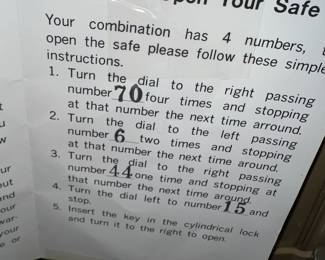 Your Safe
Your combination has 4 numbers,
open the safe please follow these simple
instructions.
1. Turn the dial to the right passing
number 70 four times and stopping
at that number the next time arround.
2. Turn the dial to the left passing
number 6 two times and stopping
at that number the next time around.
3. Turn the dial to the right passing
number 44 one time and stopping at
that number the next time around.
4. Turn the dial left to number 15 and
stop.
5. Insert the key in the cylindrical lock
and turn it to the right to open.